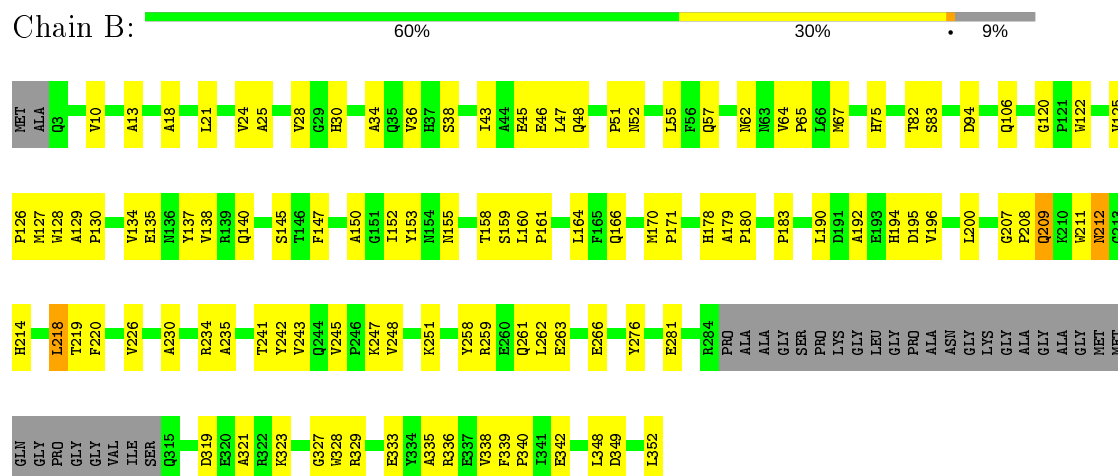 Chain B:
60% 30% • 9%
MET ALA Q3 V10 A13 A18 L21 V24 A25 V28 G29 H30 A34 Q35 V36 H37 S38 I43 A44 E45 E46 L47 Q48 P51 N52 L55 F56 Q57 N62 N63 V64 P65 L66 M67 H75 T82 S83 D94 Q106 G120 P121 W122 V125
P126 M127 W128 A129 P130 V134 E135 N136 Y137 V138 R139 Q140 S145 T146 F147 A150 G151 I152 Y153 N154 N155 T158 S159 L160 P161 L164 F165 Q166 M170 P171 H178 A179 P180 P183 L190 D191 A192 E193 H194 D195 V196 L200 G207 P208 Q209 K210 W211 N212 G213
H214 L218 T219 F220 V226 A230 R234 A235 T241 Y242 V243 Q244 V245 P246 K247 V248 K251 Y258 R259 E260 Q261 L262 E263 E266 Y276 E281 R284 PRO ALA ALA GLY SER PRO LYS GLY LEU GLY PRO ALA ASN GLY LYS GLY ALA GLY ALA GLY MET MET
GLN GLY PRO GLY GLY VAL ILE SER Q315 D319 E320 A321 R322 K323 G327 W328 R329 E333 Y334 A335 R336 E337 V338 F339 P340 I341 E342 L348 D349 L352